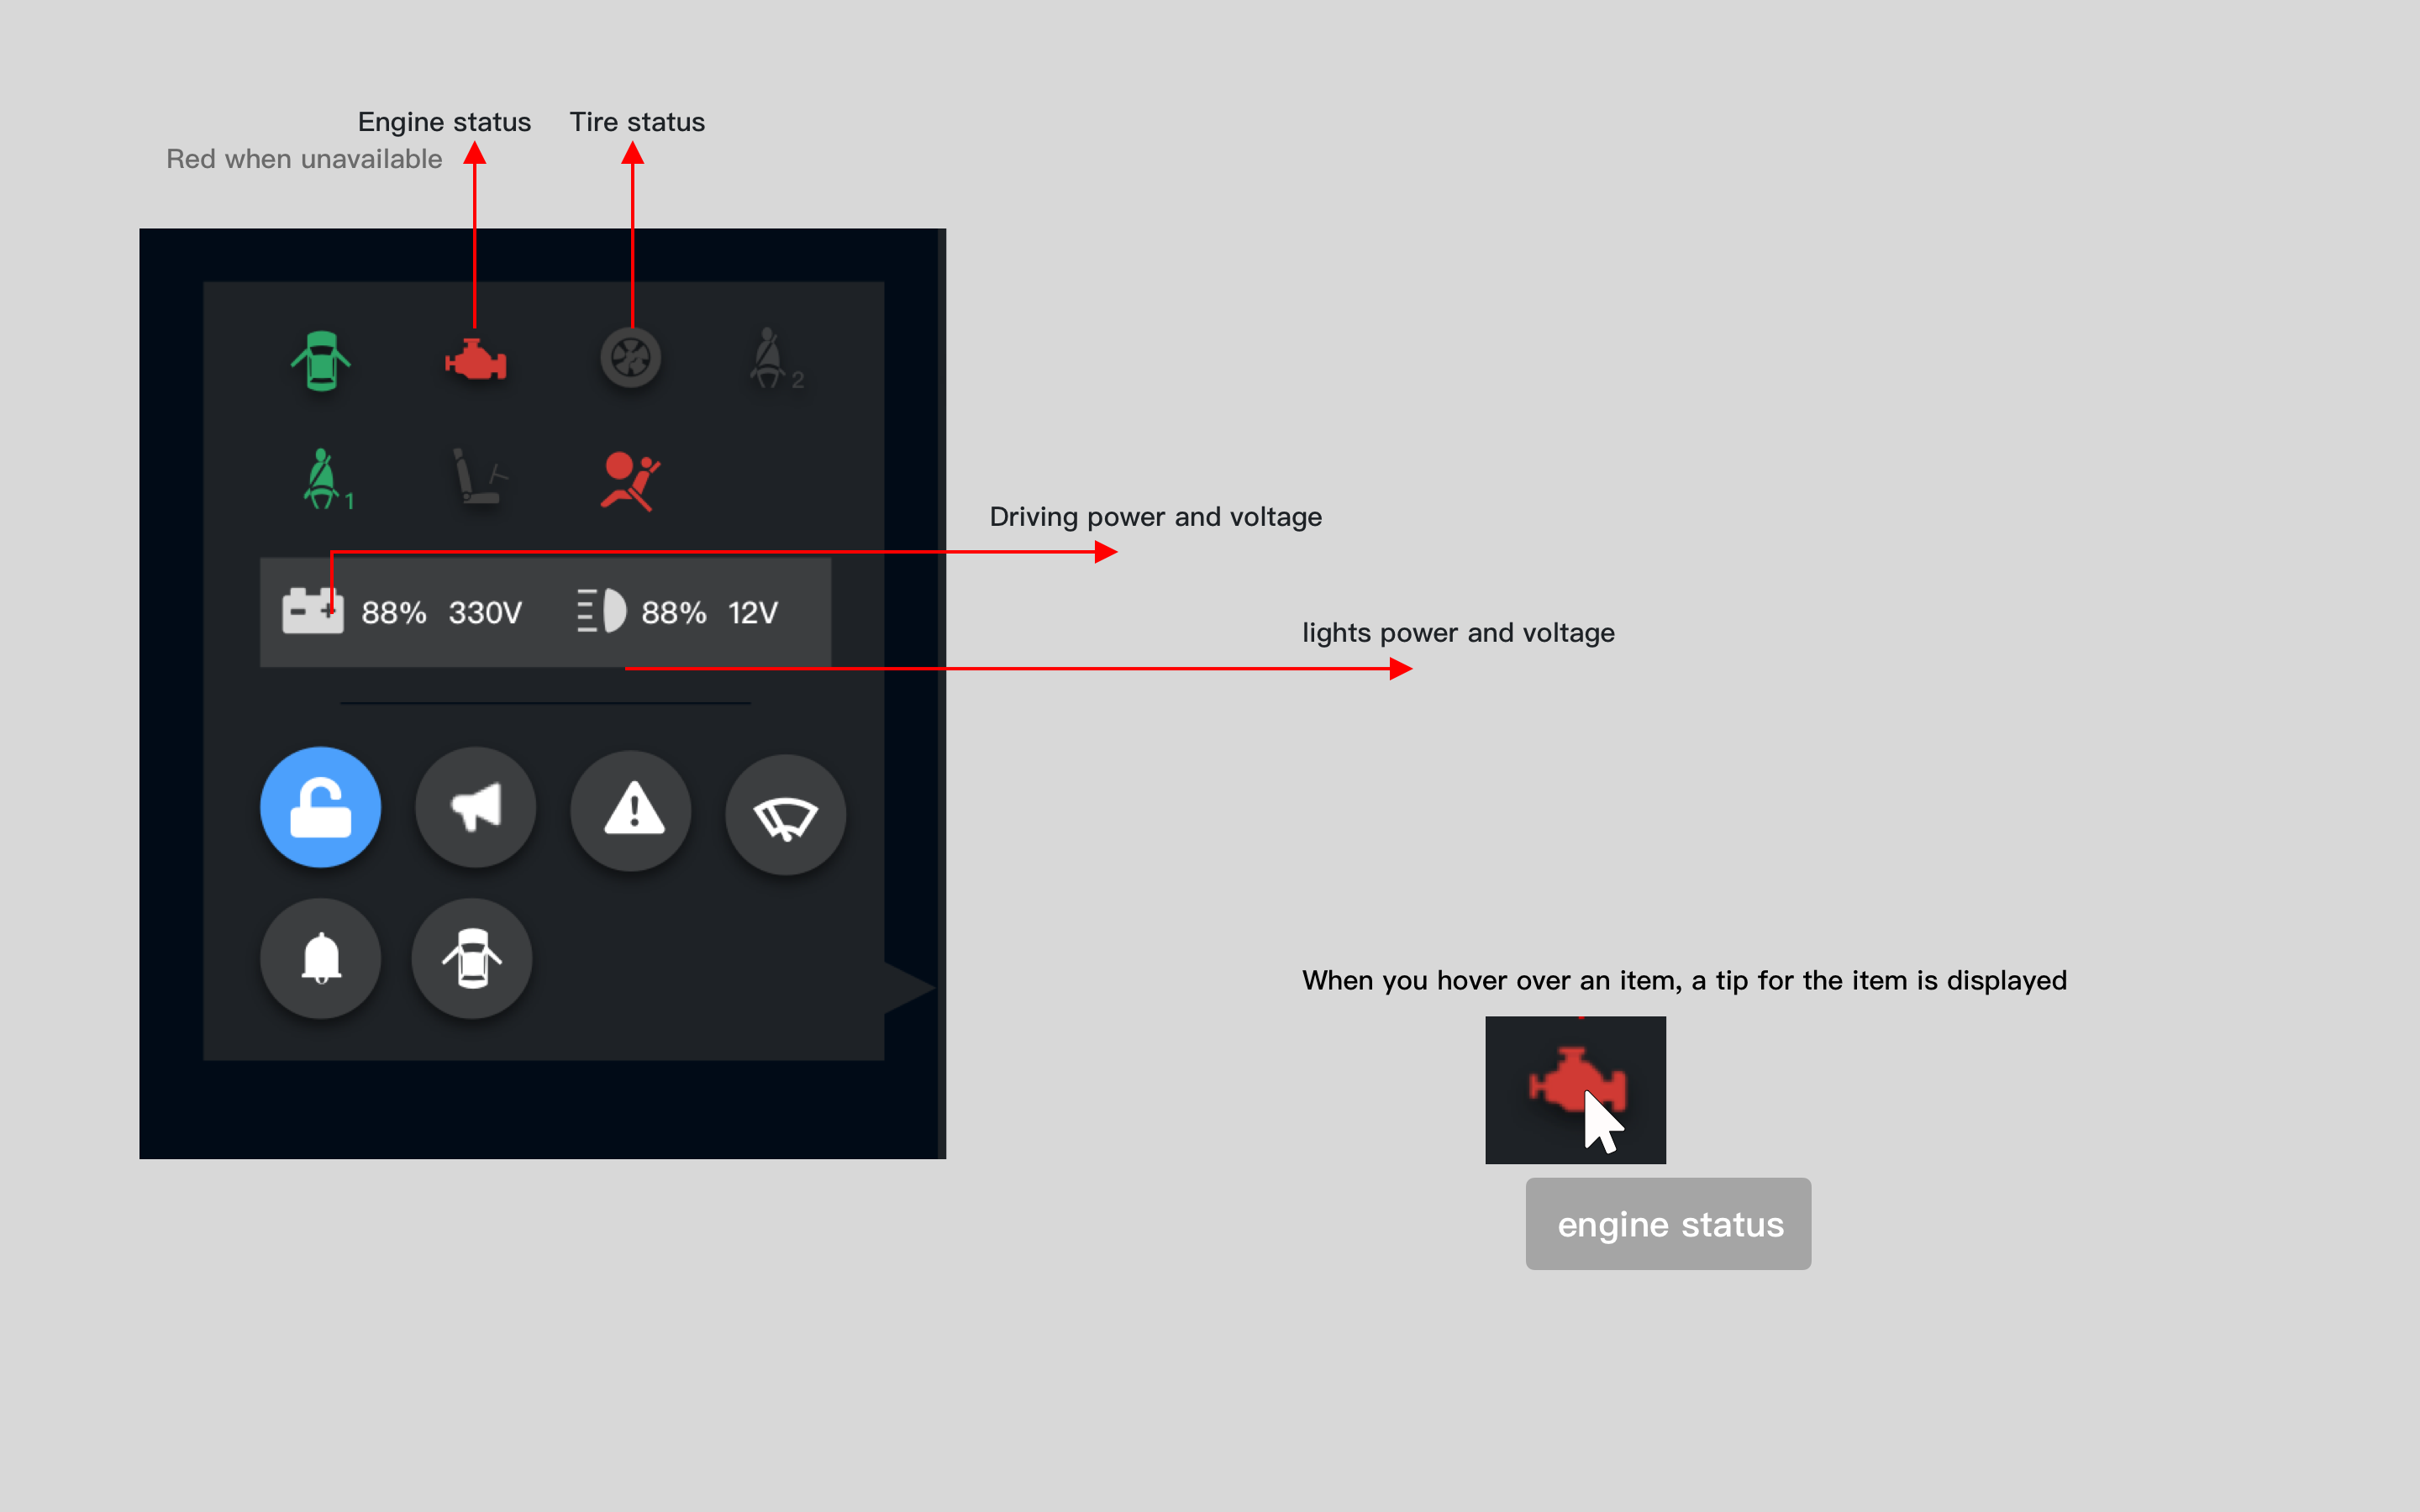 Engine status
Tire status
Red when unavailable
2
1
Driving power and voltage
88% 330V 88% 12V
lights power and voltage
When you hover over an item, a tip for the item is displayed
engine status